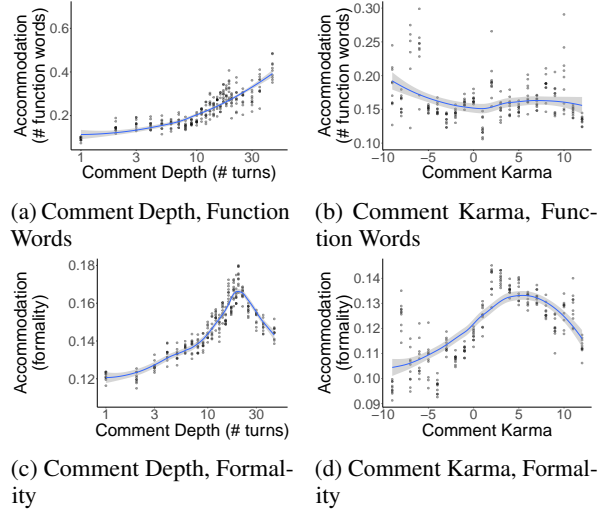 Accommodation
(# function words)
0.6
0.4
0.2
1
3
10
30
Comment Depth (# turns)
Accommodation
(# function words)
0.30
0.25
0.20
0.15
0.10
−10
−5
0
5
10
Comment Karma
(a) Comment Depth, Function
Words
(b) Comment Karma, Func-
tion Words
Accommodation
(formality)
0.18
0.16
0.14
0.12
1
3
10
30
Comment Depth (# turns)
Accommodation
(formality)
0.14
0.13
0.12
0.11
0.10
0.09
−10
−5
0
5
10
Comment Karma
(c) Comment Depth, Formal-
ity
(d) Comment Karma, Formal-
ity